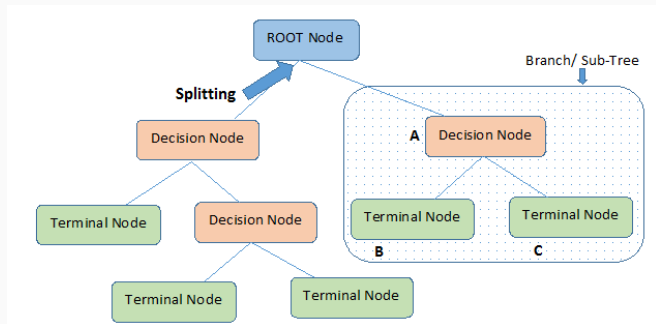 ROOT Node
Branch/ Sub-Tree
Splitting
Decision Node
A
Decision Node
Terminal Node
Decision Node
Terminal Node
Terminal Node
B
C
Terminal Node
Terminal Node